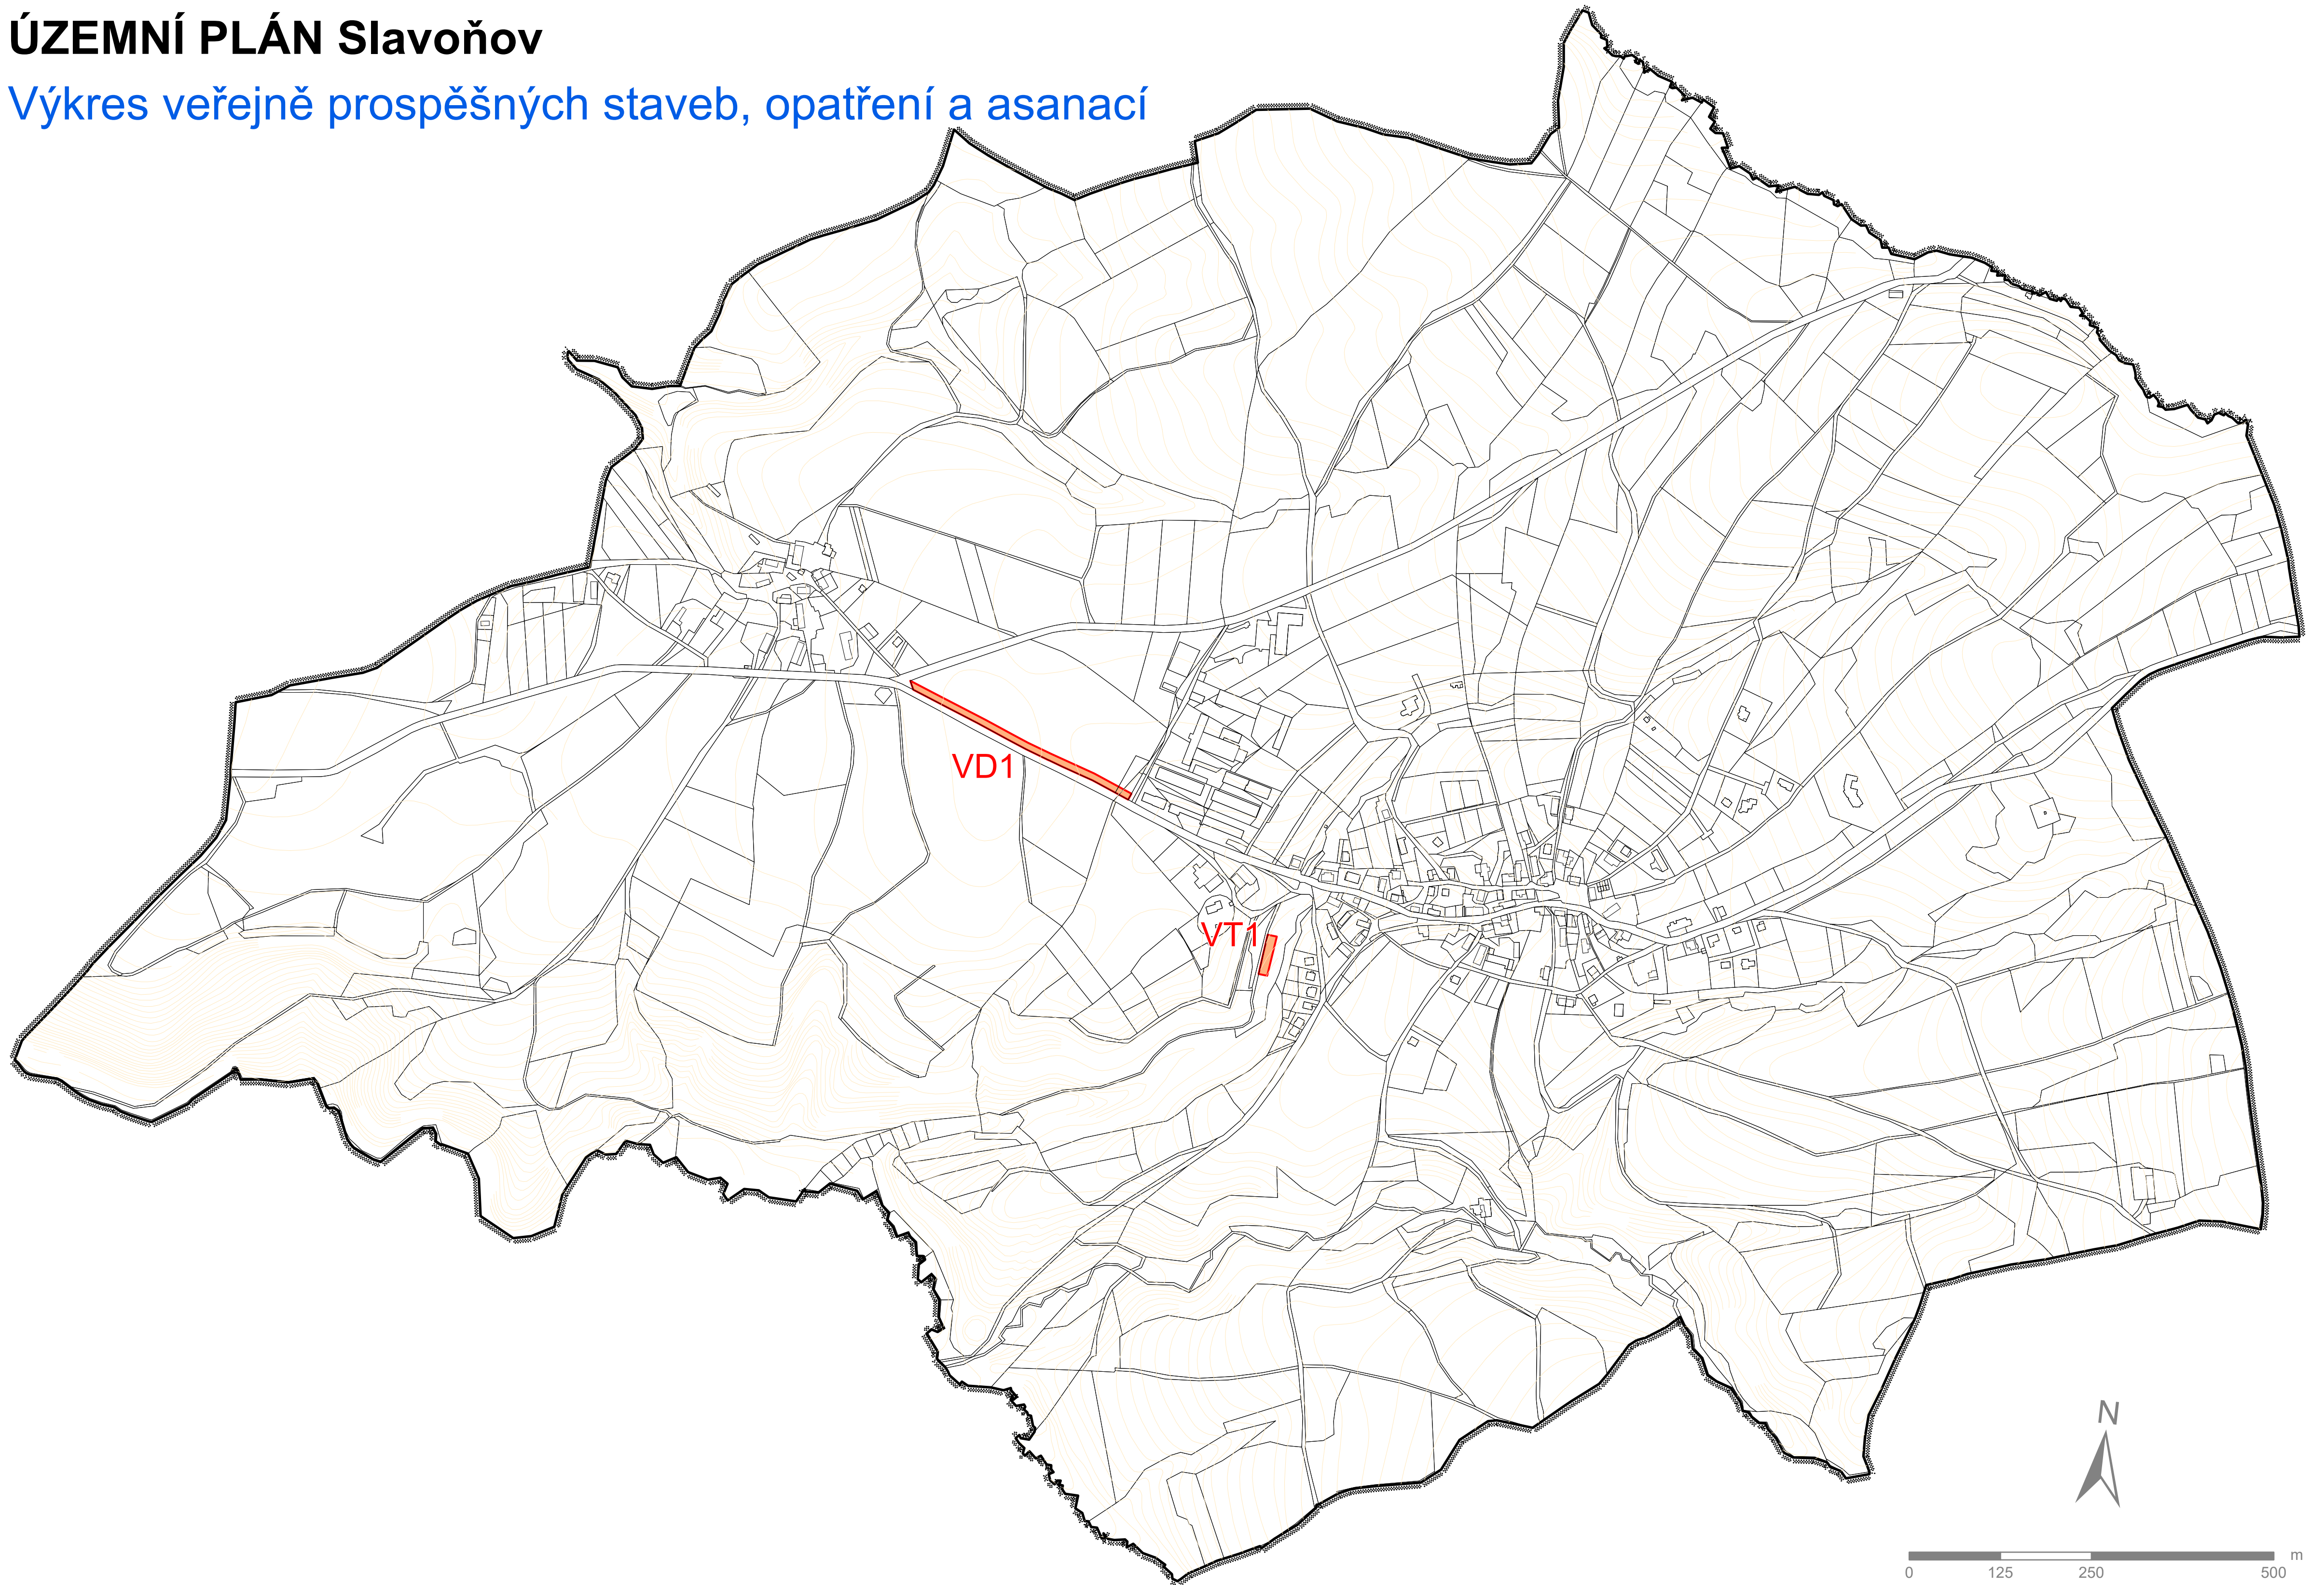 ÚZEMNÍ PLÁN Slavoňov
Výkres veřejně prospěšných staveb, opatření a asanací
VD1
VT1
N
m
0 125 250 500